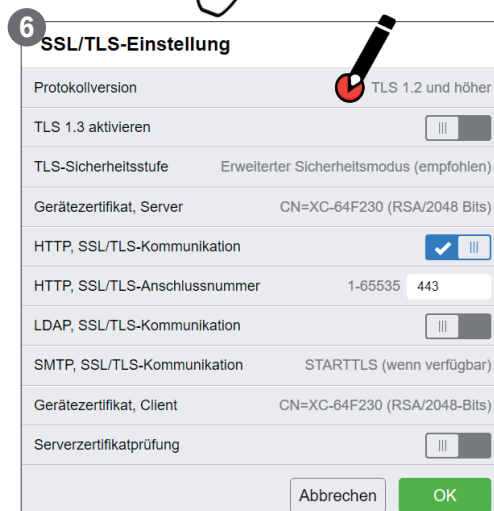 6
SSL/TLS-Einstellung
Protokollversion TLS 1.2 und höher
TLS 1.3 aktivieren
TLS-Sicherheitsstufe Erweiterter Sicherheitsmodus (empfohlen)
Gerätezertifikat, Server CN=XC-64F230 (RSA/2048 Bits)
HTTP, SSL/TLS-Kommunikation
HTTP, SSL/TLS-Anschlussnummer 1-65535 443
LDAP, SSL/TLS-Kommunikation
SMTP, SSL/TLS-Kommunikation STARTTLS (wenn verfügbar)
Gerätezertifikat, Client CN=XC-64F230 (RSA/2048-Bits)
Serverzertifikatprüfung
Abbrechen OK